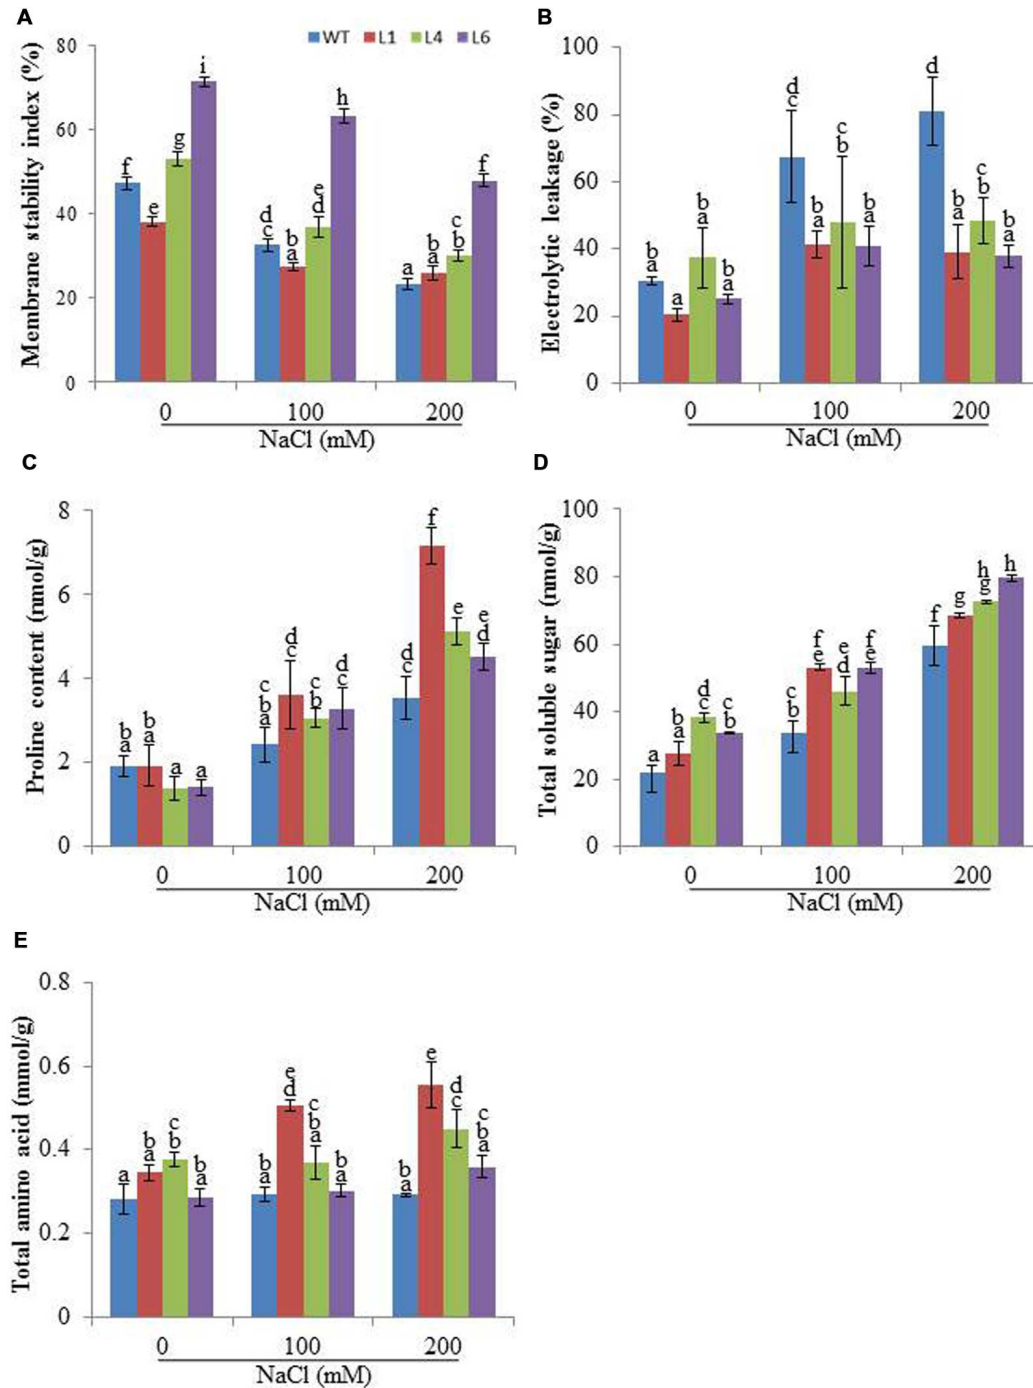 A
B
WT L1 L4 L6
Membrane stability index (%)
80
60
40
20
0
f
e
g
i
d
c
b
a
e
d
h
a
b
a
c
b
f
0 100 200
NaCl (mM)
Electrolytic leakage (%)
100
80
60
40
20
0
b
a
a
b
a
b
a
d
c
b
a
c
b
b
a
d
b
a
c
b
b
a
0 100 200
NaCl (mM)
C
D
Proline content (nmol/g)
8
6
4
2
0
b
a
b
a
a
a
c
b
a
d
c
c
b
d
c
d
c
f
e
e
d
0 100 200
NaCl (mM)
Total soluble sugar (nmol/g)
100
80
60
40
20
0
a
b
a
d
c
c
b
c
b
f
e
e
d
f
e
f
g
h
g
h
0 100 200
NaCl (mM)
E
Total amino acid (mmol/g)
0.8
0.6
0.4
0.2
0
a
b
a
c
b
b
a
b
a
e
d
c
b
a
b
a
b
a
e
d
c
c
b
a
0 100 200
NaCl (mM)